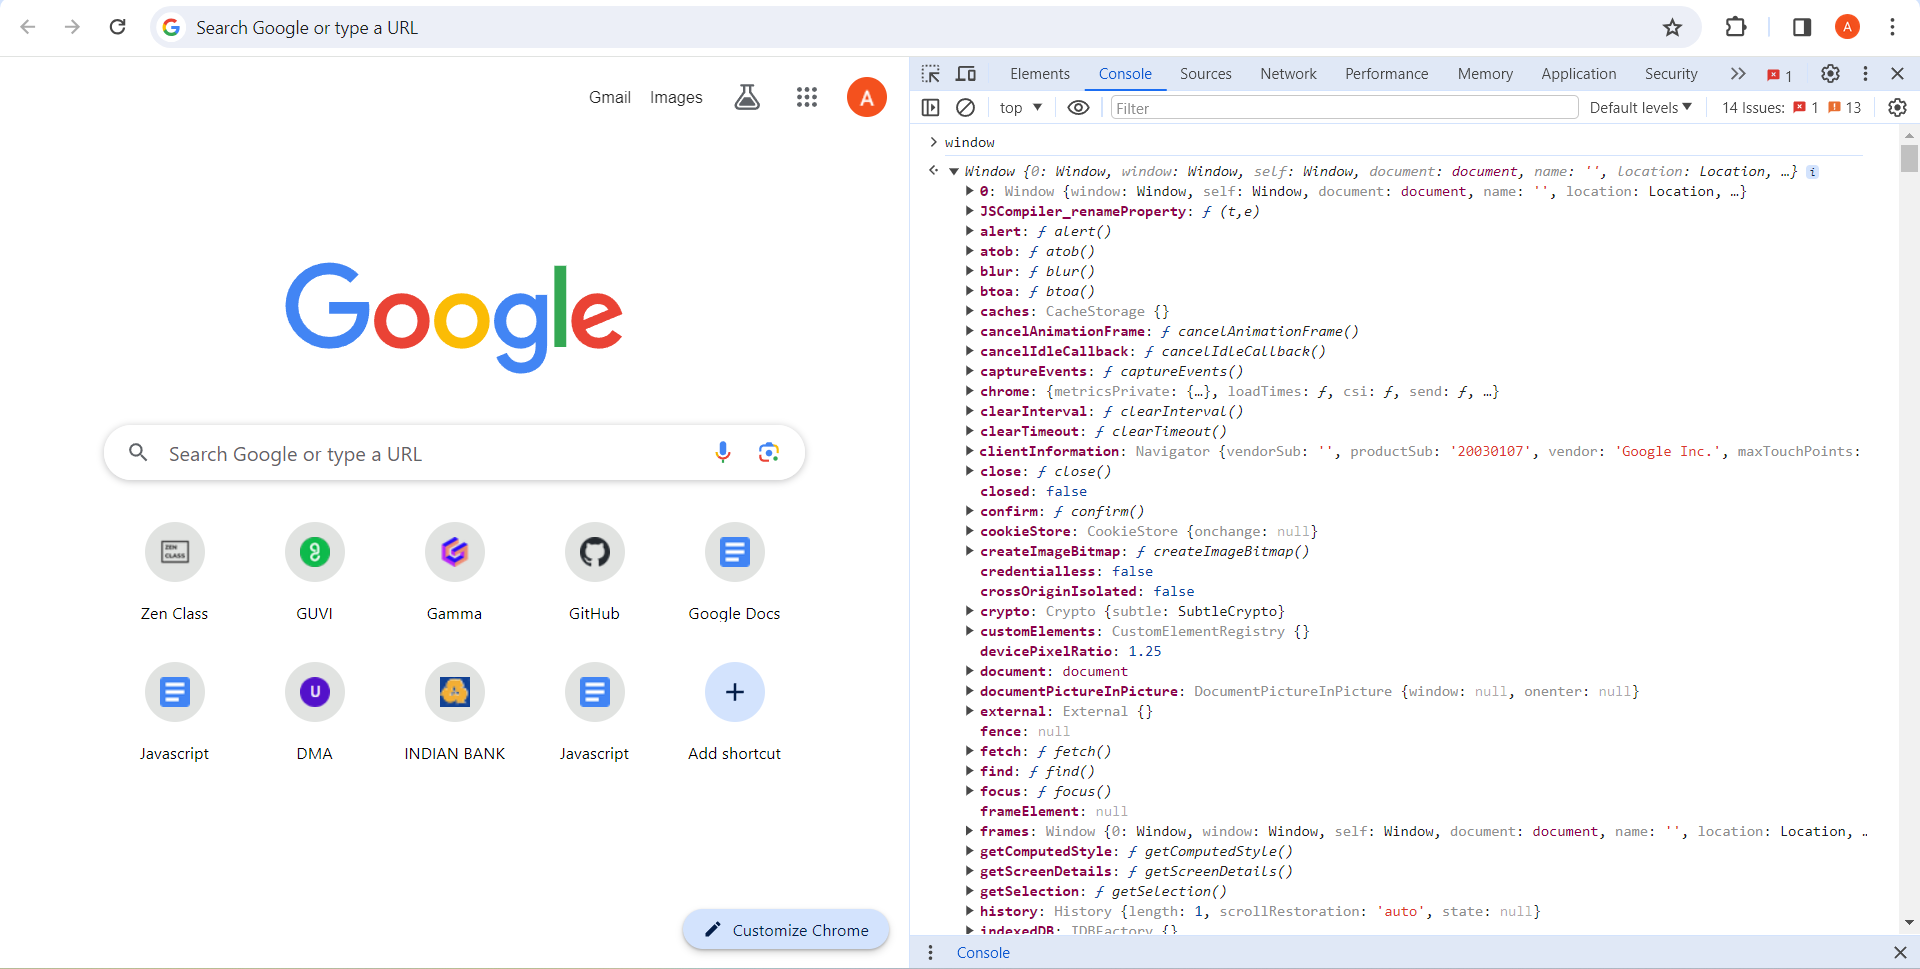 Search Google or type a URL
A
Gmail Images
A
Google
Search Google or type a URL
ZEN CLASS
Zen Class GUVI Gamma GitHub Google Docs
U
Javascript DMA INDIAN BANK Javascript Add shortcut
Customize Chrome
Elements Console Sources Network Performance Memory Application Security 1
top Filter Default levels 14 Issues: 1 13
window
Window {0: Window, window: Window, self: Window, document: document, name: '', location: Location, …}
0: Window {window: Window, self: Window, document: document, name: '', location: Location, …}
JSCompiler_renameProperty: ƒ (t,e)
alert: ƒ alert()
atob: ƒ atob()
blur: ƒ blur()
btoa: ƒ btoa()
caches: CacheStorage {}
cancelAnimationFrame: ƒ cancelAnimationFrame()
cancelIdleCallback: ƒ cancelIdleCallback()
captureEvents: ƒ captureEvents()
chrome: {metricsPrivate: {…}, loadTimes: ƒ, csi: ƒ, send: ƒ, …}
clearInterval: ƒ clearInterval()
clearTimeout: ƒ clearTimeout()
clientInformation: Navigator {vendorSub: '', productSub: '20030107', vendor: 'Google Inc.', maxTouchPoints:
close: ƒ close()
closed: false
confirm: ƒ confirm()
cookieStore: CookieStore {onchange: null}
createImageBitmap: ƒ createImageBitmap()
credentialless: false
crossOriginIsolated: false
crypto: Crypto {subtle: SubtleCrypto}
customElements: CustomElementRegistry {}
devicePixelRatio: 1.25
document: document
documentPictureInPicture: DocumentPictureInPicture {window: null, onenter: null}
external: External {}
fence: null
fetch: ƒ fetch()
find: ƒ find()
focus: ƒ focus()
frameElement: null
frames: Window {0: Window, window: Window, self: Window, document: document, name: '', location: Location, …
getComputedStyle: ƒ getComputedStyle()
getScreenDetails: ƒ getScreenDetails()
getSelection: ƒ getSelection()
history: History {length: 1, scrollRestoration: 'auto', state: null}
indexedDB: IDBFactory {}
Console